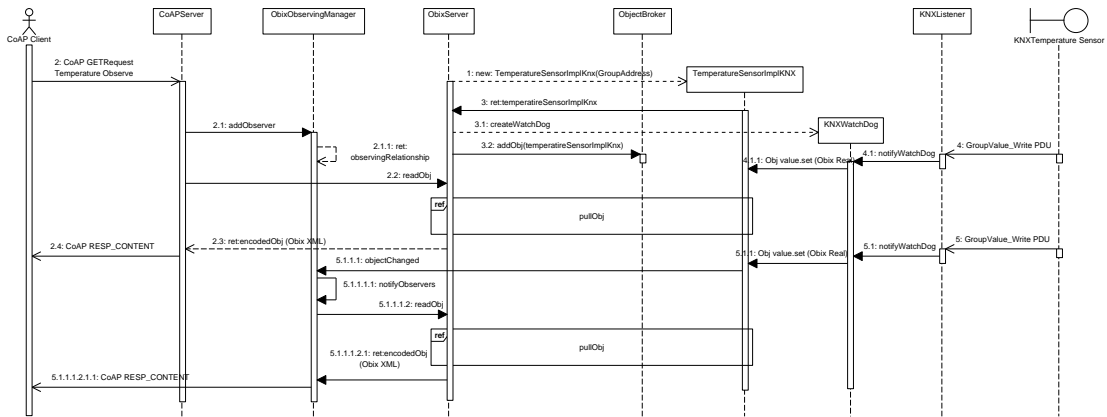 CoAP Client
CoAPServer
ObixObservingManager
ObixServer
ObjectBroker
KNXListener
KNXTemperature Sensor
2: CoAP GETRequest
Temperature Observe
1: new: TemperatureSensorImplKnx(GroupAddress)
TemperatureSensorImplKNX
3: ret:temperatireSensorImplKnx
2.1: addObserver
3.1: createWatchDog
KNXWatchDog
2.1.1: ret:
observingRelationship
3.2: addObj(temperatireSensorImplKnx)
4: GroupValue_Write PDU
4.1: notifyWatchDog
4.1.1: Obj value.set (Obix Real)
2.2: readObj
ref
pullObj
2.3: ret:encodedObj (Obix XML)
2.4: CoAP RESP_CONTENT
5: GroupValue_Write PDU
5.1: notifyWatchDog
5.1.1: Obj value.set (Obix Real)
5.1.1.1: objectChanged
5.1.1.1.1: notifyObservers
5.1.1.1.2: readObj
ref
pullObj
5.1.1.1.2.1: ret:encodedObj
(Obix XML)
5.1.1.1.2.1.1: CoAP RESP_CONTENT